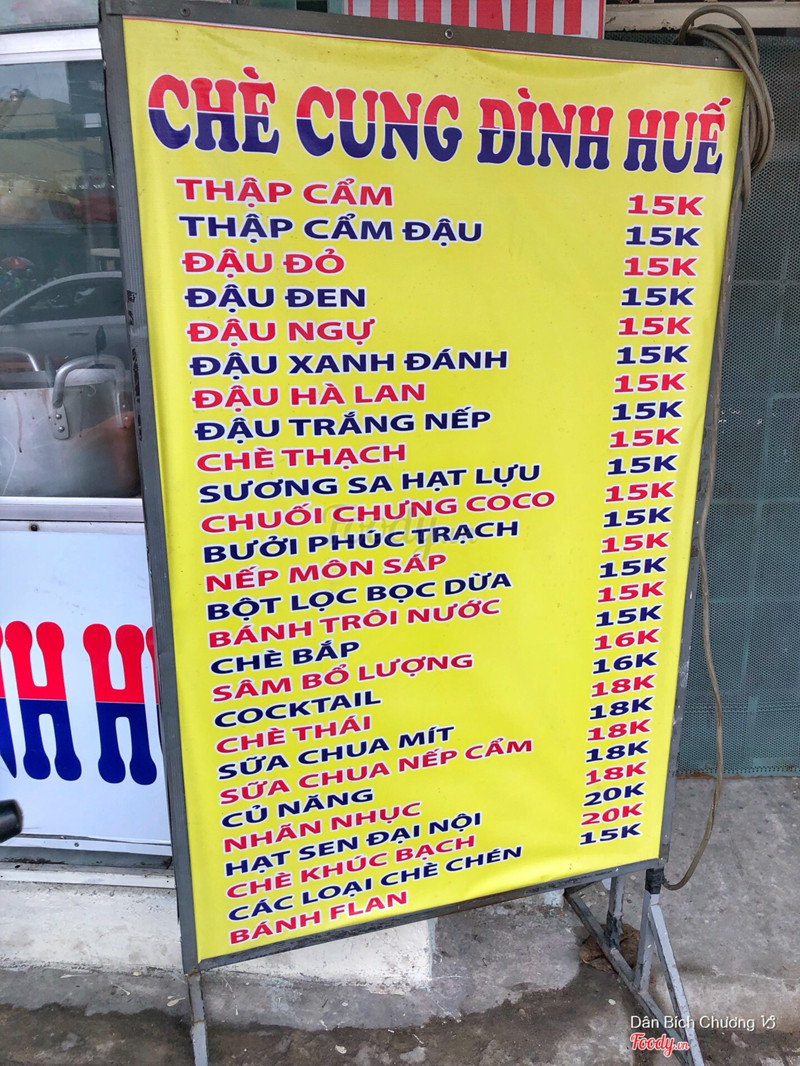 CHÈ CUNG ĐÌNH HUẾ
THẬP CẨM 15K
THẬP CẨM ĐẬU 15K
ĐẬU ĐỎ 15K
ĐẬU ĐEN 15K
ĐẬU NGỰ 15K
ĐẬU XANH ĐÁNH 15K
ĐẬU HÀ LAN 15K
ĐẬU TRẮNG NẾP 15K
CHÈ THẠCH 15K
SƯƠNG SA HẠT LỰU 15K
CHUỐI CHƯNG COCO 15K
BƯỞI PHÚC TRẠCH 15K
NẾP MÔN SÁP 15K
BỘT LỌC BỌC DỪA 15K
BÁNH TRÔI NƯỚC 15K
CHÈ BẮP 15K
SÂM BỔ LƯỢNG 16K
COCKTAIL 16K
CHÈ THÁI 18K
SỮA CHUA MÍT 18K
SỮA CHUA NẾP CẨM 18K
CỦ NĂNG 18K
NHÃN NHỤC 18K
HẠT SEN ĐẠI NỘI 20K
CHÈ KHÚC BẠCH 20K
CÁC LOẠI CHÈ CHÉN 15K
BÁNH FLAN
Dân Bích Chương
Foody.vn